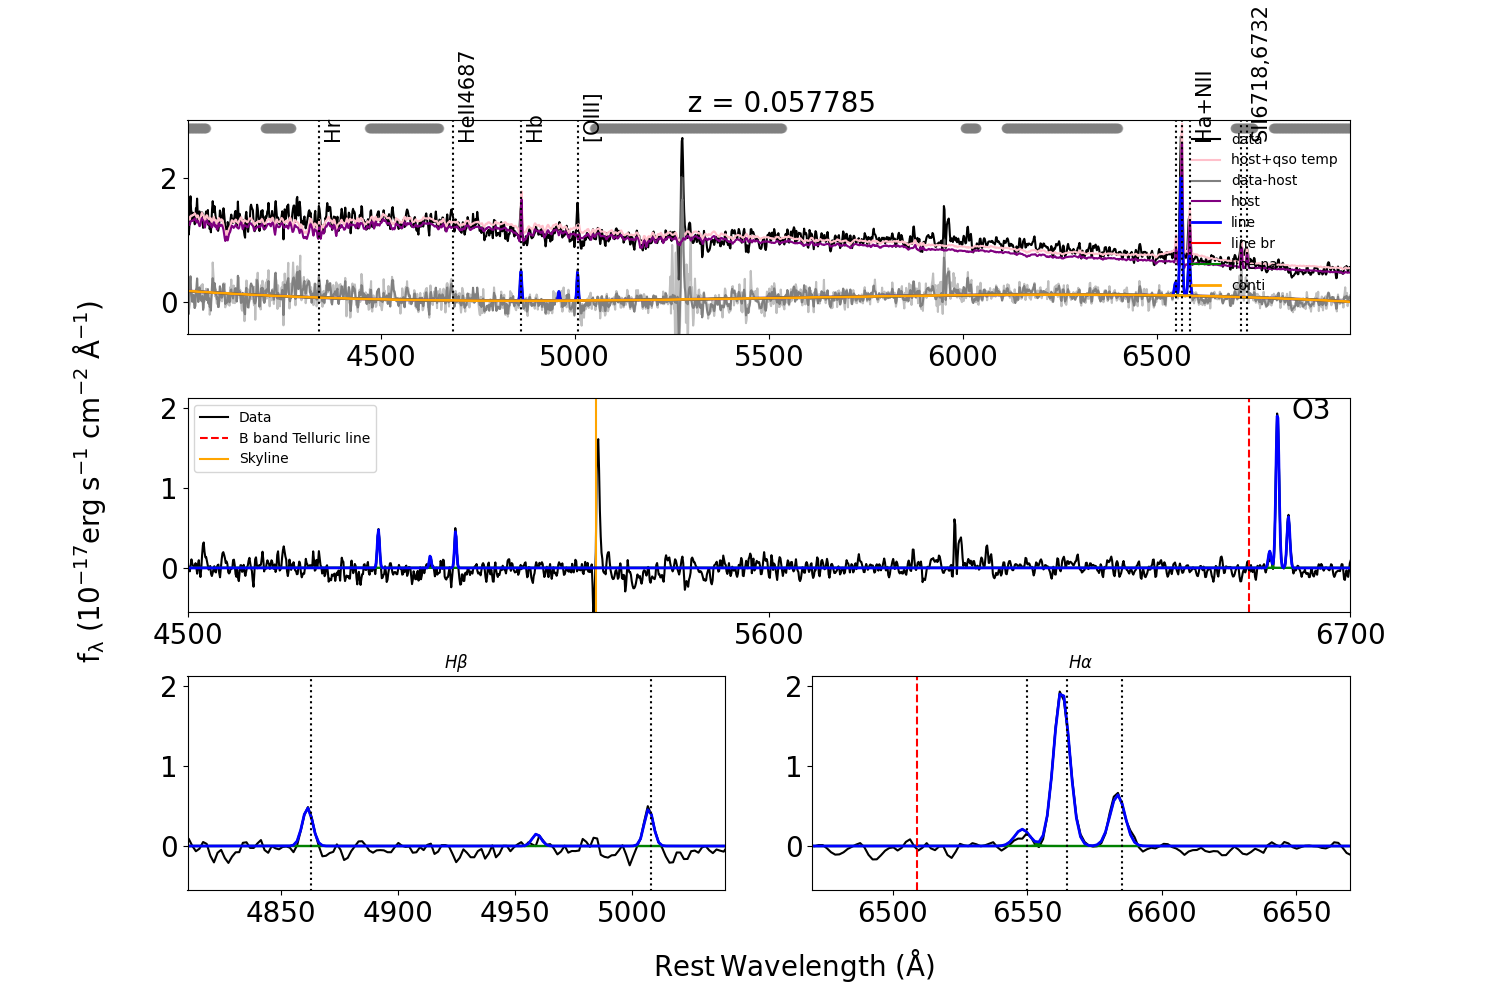 z = 0.057785
Hr
HeII4687
Hb
[OIII]
Ha+NII
SII6718,6732
data
host+qso temp
data-host
host
line
line br
conti
2
0
4500 5000 5500 6000 6500
Data
B band Telluric line
Skyline
O3
2
1
0
4500 5600 6700
fλ (10⁻¹⁷erg s⁻¹ cm⁻² Å⁻¹)
Hβ
2
1
0
4850 4900 4950 5000
Hα
2
1
0
6500 6550 6600 6650
Rest Wavelength (Å)